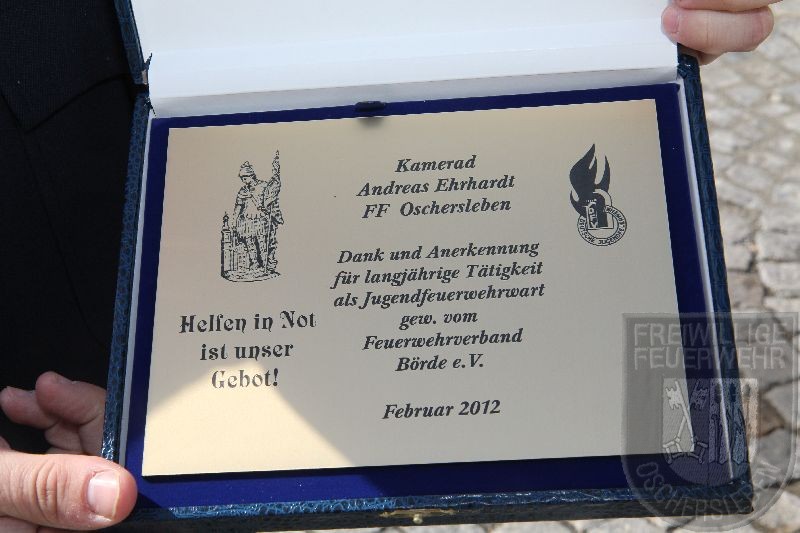 Kamerad
Andreas Ehrhardt
FF Oschersleben
Dank und Anerkennung
für langjährige Tätigkeit
als Jugendfeuerwehrwart
gew. vom
Feuerwehrverband
Börde e.V.
Februar 2012
Helfen in Not
ist unser
Gebot!
FREIWILLIGE
FEUERWEHR
OSCHERSLEBEN